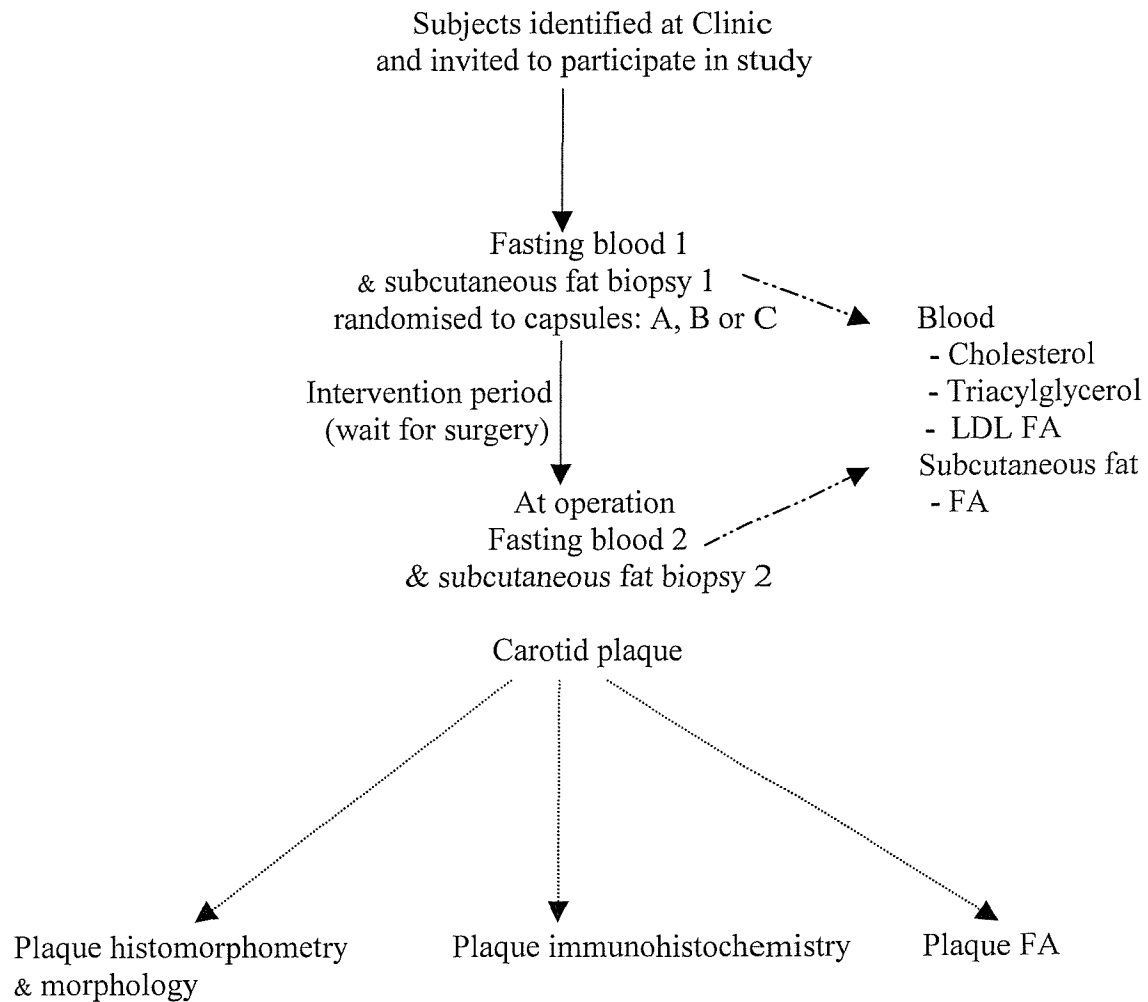 Subjects identified at Clinic
and invited to participate in study
Fasting blood 1
& subcutaneous fat biopsy 1
randomised to capsules: A, B or C
Blood
- Cholesterol
- Triacylglycerol
- LDL FA
Subcutaneous fat
- FA
Intervention period
(wait for surgery)
At operation
Fasting blood 2
& subcutaneous fat biopsy 2
Carotid plaque
Plaque histomorphometry
& morphology
Plaque immunohistochemistry
Plaque FA